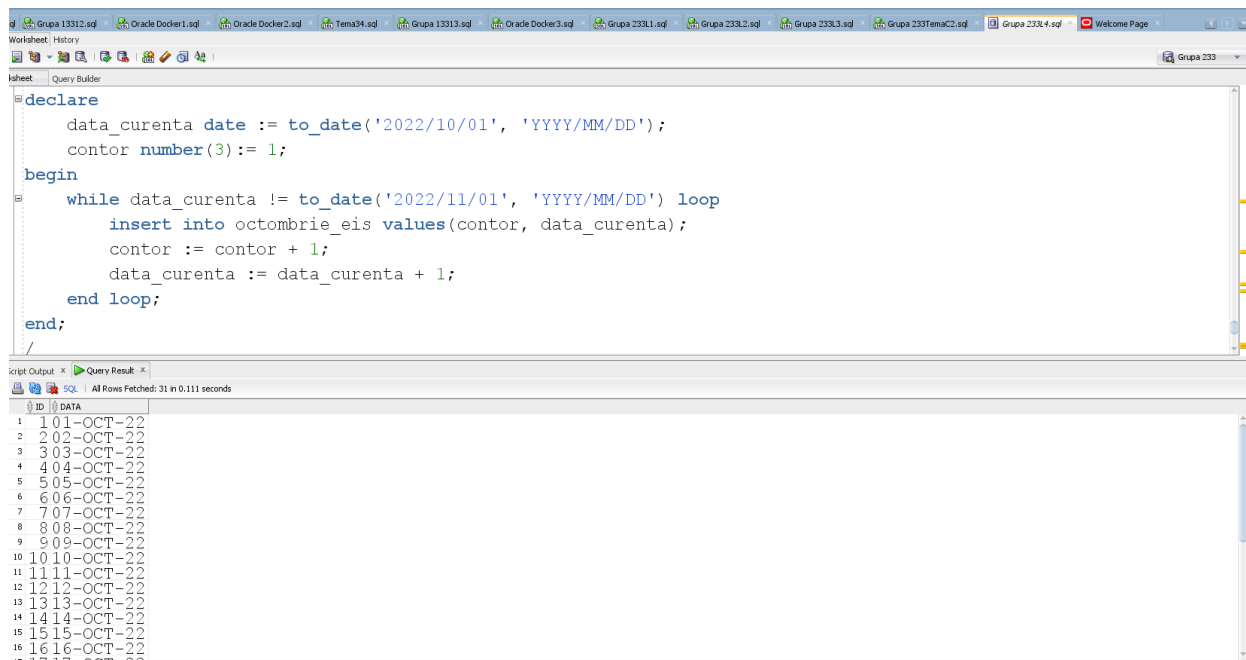 ql Grupa 13312.sql Oracle Docker1.sql Oracle Docker2.sql Tema34.sql Grupa 13313.sql Oracle Docker3.sql Grupa 233L1.sql Grupa 233L2.sql Grupa 233L3.sql Grupa 233TemaC2.sql Grupa 233L4.sql Welcome Page
Worksheet History
Grupa 233
ksheet Query Builder
declare
data_curenta date := to_date('2022/10/01', 'YYYY/MM/DD');
contor number(3):= 1;
begin
while data_curenta != to_date('2022/11/01', 'YYYY/MM/DD') loop
insert into octombrie_eis values(contor, data_curenta);
contor := contor + 1;
data_curenta := data_curenta + 1;
end loop;
end;
/
Script Output Query Result
SQL | All Rows Fetched: 31 in 0.111 seconds
ID DATA
1 1 01-OCT-22
2 2 02-OCT-22
3 3 03-OCT-22
4 4 04-OCT-22
5 5 05-OCT-22
6 6 06-OCT-22
7 7 07-OCT-22
8 8 08-OCT-22
9 9 09-OCT-22
10 10 10-OCT-22
11 11 11-OCT-22
12 12 12-OCT-22
13 13 13-OCT-22
14 14 14-OCT-22
15 15 15-OCT-22
16 16 16-OCT-22
17 17 17-OCT-22